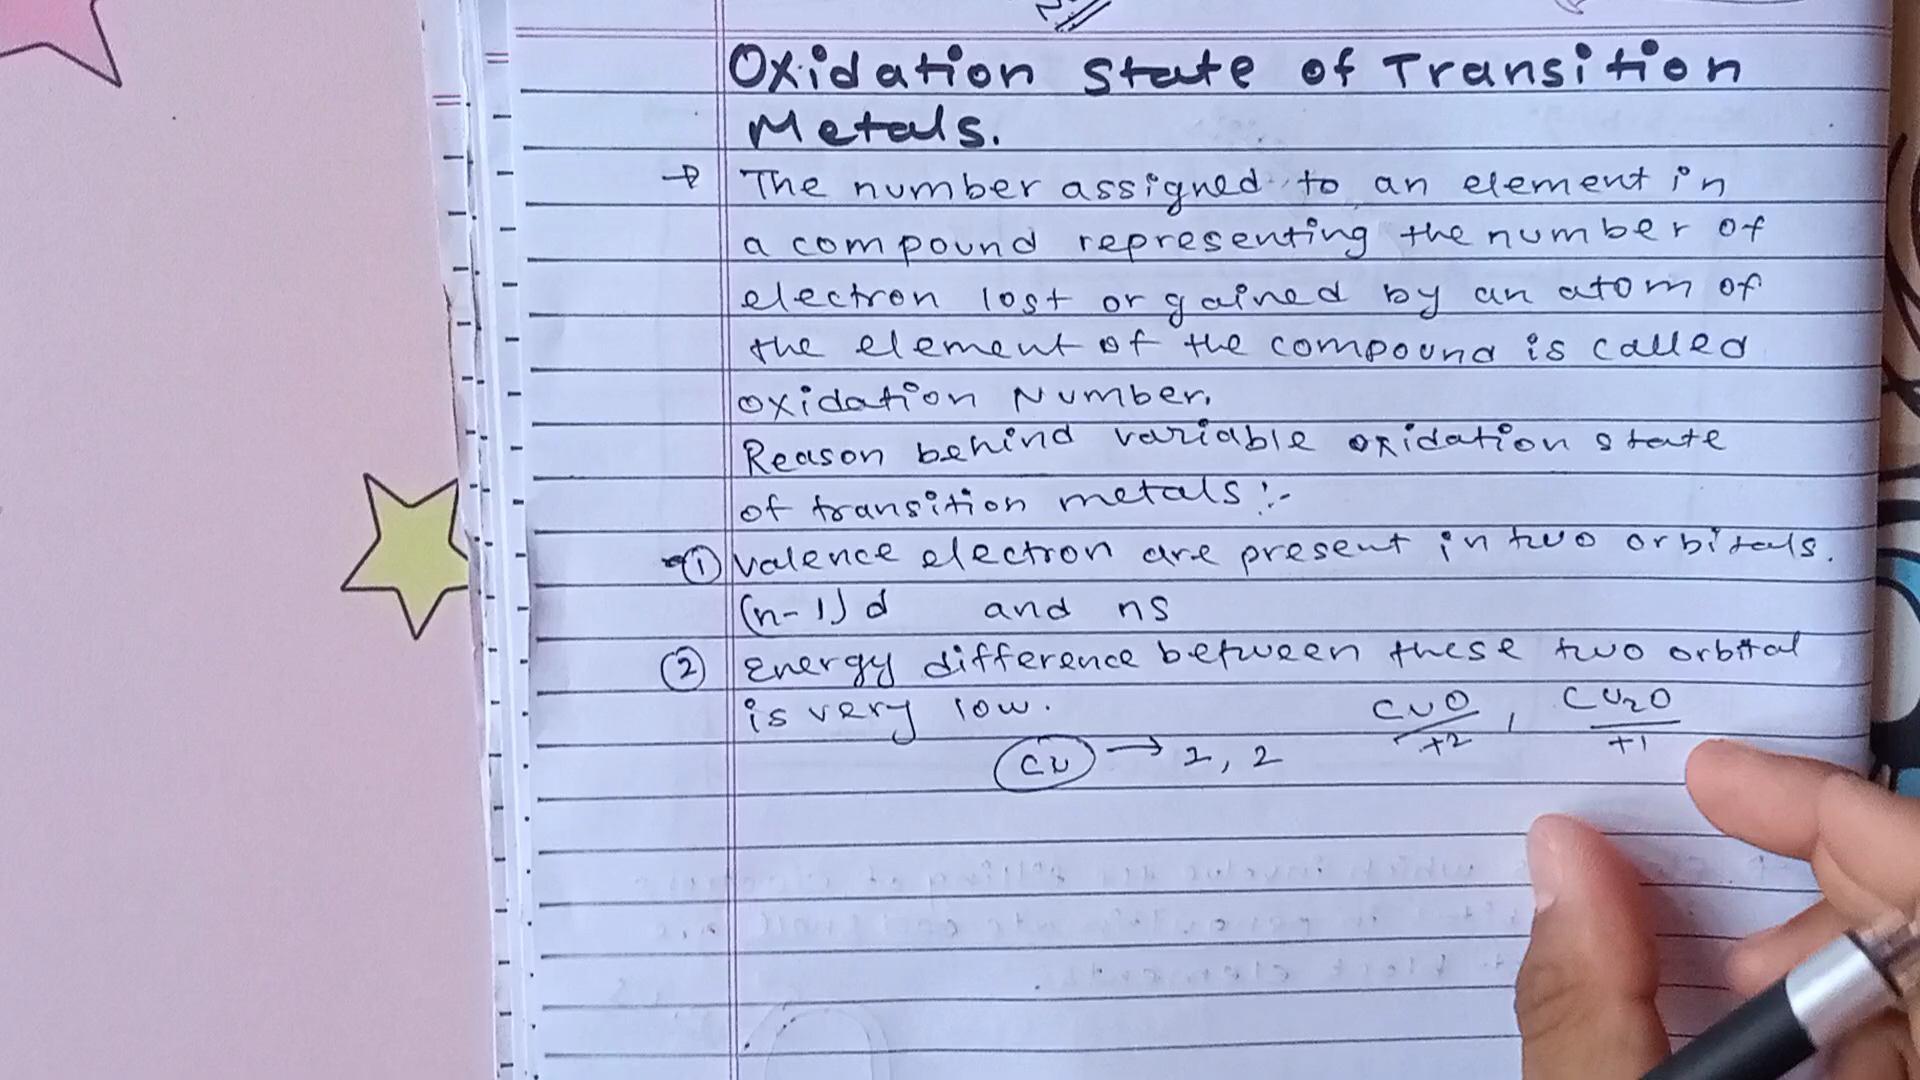 Oxidation State of Transition
Metals.
→ The number assigned to an element in
a compound representing the number of
electron lost or gained by an atom of
the element of the compound is called
oxidation Number.
Reason behind variable oxidation state
of transition metals :-
① valence electron are present in two orbitals.
(n-1) d and ns
② Energy difference between these two orbital
is very low.
CuO , Cu2O
+2 +1
Cu → 1, 2